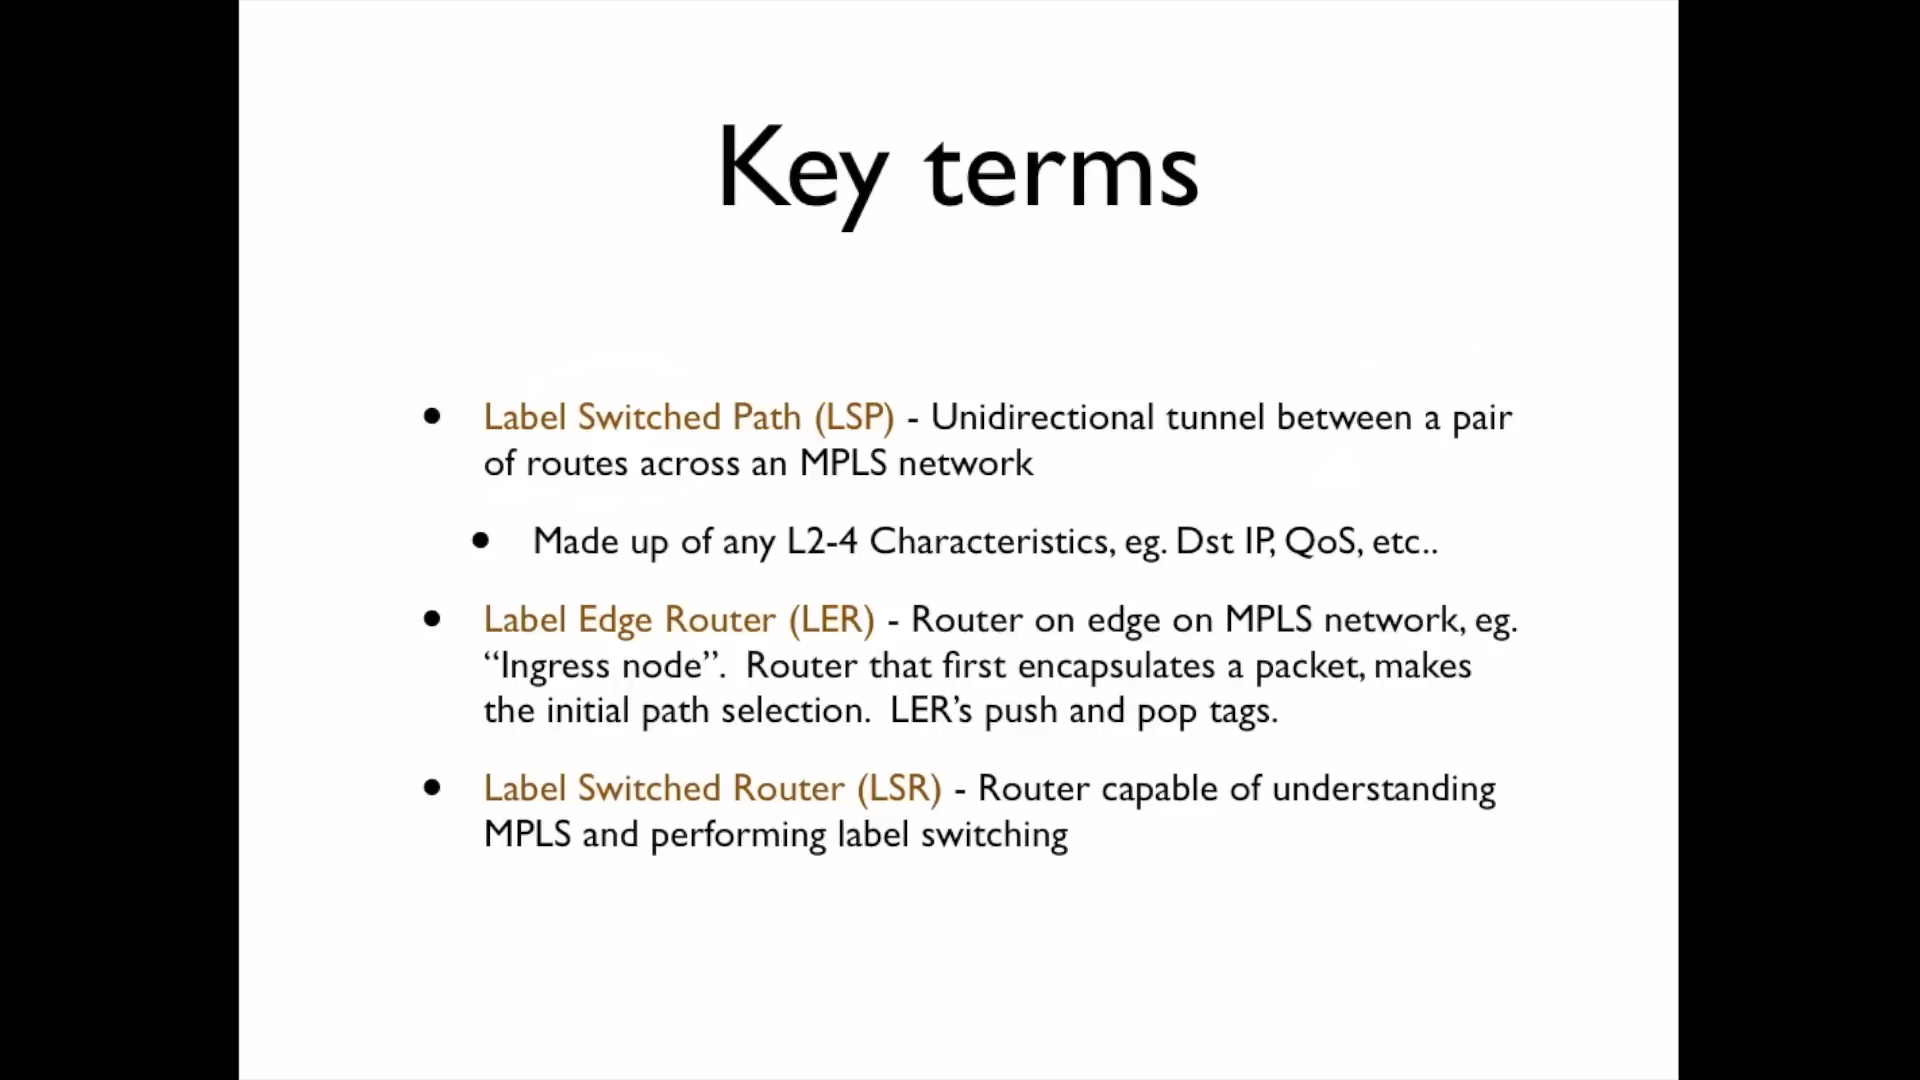 Key terms
• Label Switched Path (LSP) - Unidirectional tunnel between a pair
of routes across an MPLS network
• Made up of any L2-4 Characteristics, eg. Dst IP, QoS, etc..
• Label Edge Router (LER) - Router on edge on MPLS network, eg.
“Ingress node”.  Router that first encapsulates a packet, makes
the initial path selection.  LER’s push and pop tags.
• Label Switched Router (LSR) - Router capable of understanding
MPLS and performing label switching